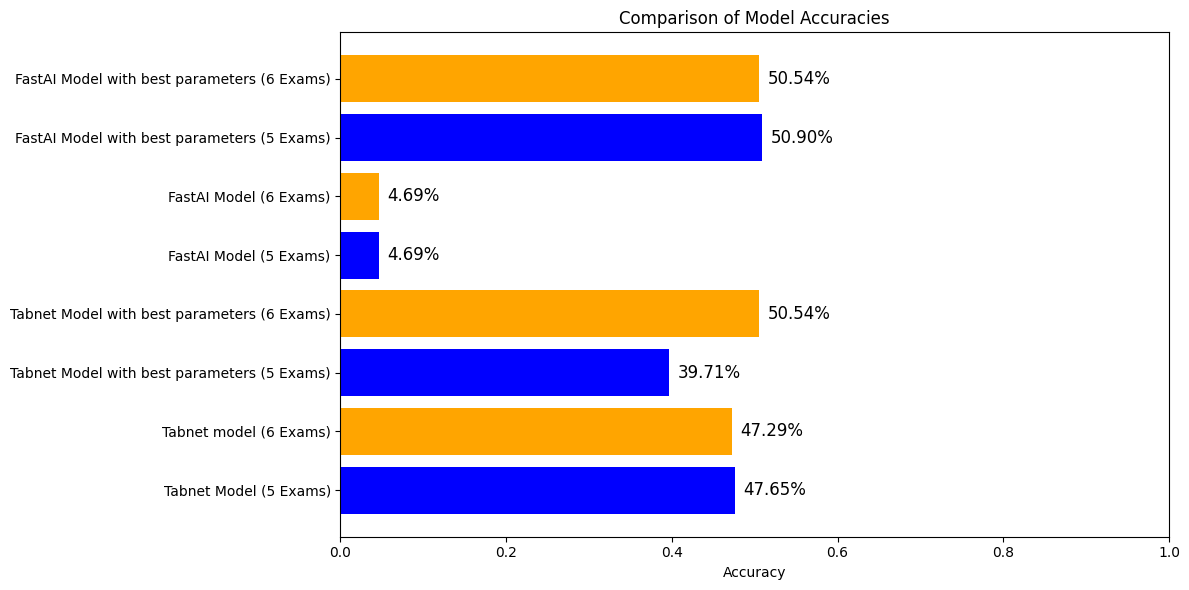 Comparison of Model Accuracies
FastAI Model with best parameters (6 Exams)
50.54%
FastAI Model with best parameters (5 Exams)
50.90%
FastAI Model (6 Exams)
4.69%
FastAI Model (5 Exams)
4.69%
Tabnet Model with best parameters (6 Exams)
50.54%
Tabnet Model with best parameters (5 Exams)
39.71%
Tabnet model (6 Exams)
47.29%
Tabnet Model (5 Exams)
47.65%
0.0
0.2
0.4
0.6
0.8
1.0
Accuracy